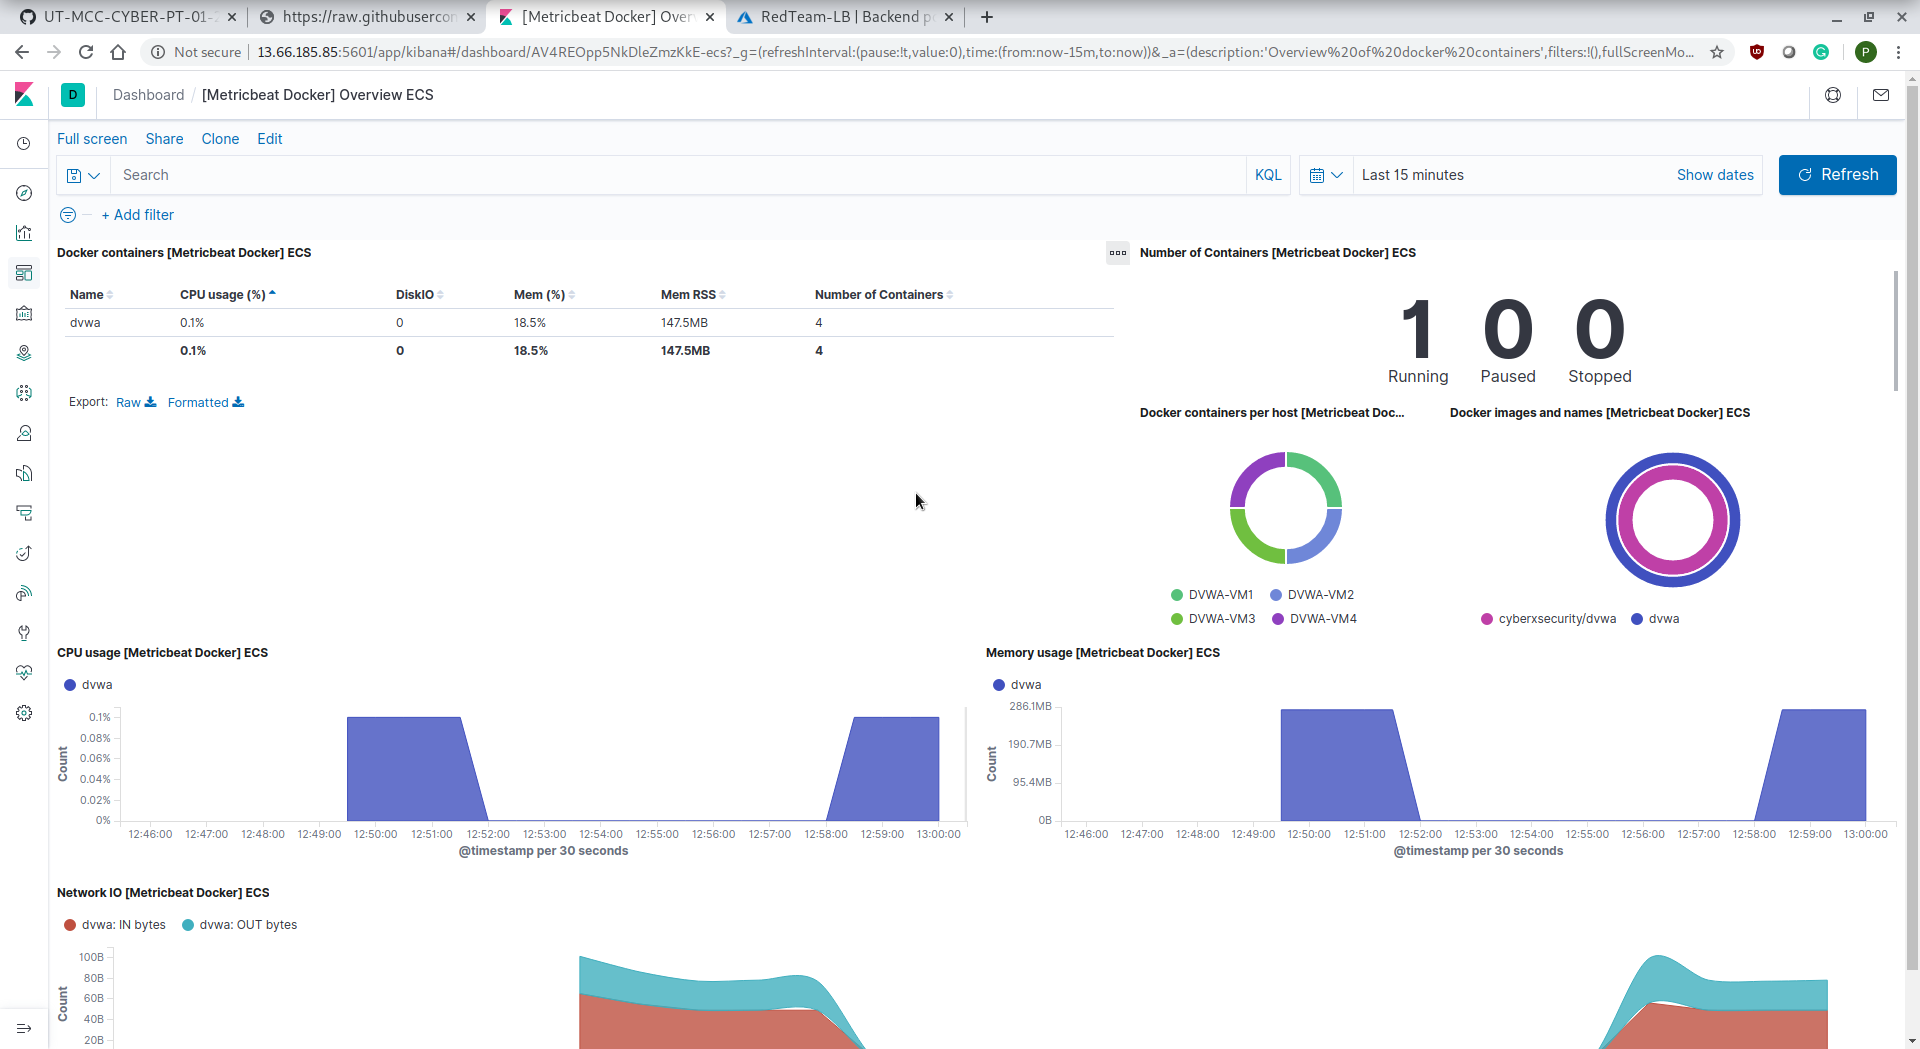 UT-MCC-CYBER-PT-01-2
https://raw.githubusercon
[Metricbeat Docker] Over
RedTeam-LB | Backend p
Not secure
13.66.185.85:5601/app/kibana#/dashboard/AV4REOpp5NkDleZmzKkE-ecs?_g=(refreshInterval:(pause:!t,value:0),time:(from:now-15m,to:now))&_a=(description:'Overview%20of%20docker%20containers',filters:!(),fullScreenMo...
P
D
Dashboard / [Metricbeat Docker] Overview ECS
Full screen Share Clone Edit
Search
KQL
Last 15 minutes
Show dates
Refresh
+ Add filter
Docker containers [Metricbeat Docker] ECS
Name CPU usage (%) DiskIO Mem (%) Mem RSS Number of Containers
dvwa 0.1% 0 18.5% 147.5MB 4
0.1% 0 18.5% 147.5MB 4
Export: Raw Formatted
Number of Containers [Metricbeat Docker] ECS
1 0 0
Running Paused Stopped
Docker containers per host [Metricbeat Doc...
DVWA-VM1 DVWA-VM2
DVWA-VM3 DVWA-VM4
Docker images and names [Metricbeat Docker] ECS
cyberxsecurity/dvwa dvwa
CPU usage [Metricbeat Docker] ECS
dvwa
Count
0.1%
0.08%
0.06%
0.04%
0.02%
0%
12:46:00 12:47:00 12:48:00 12:49:00 12:50:00 12:51:00 12:52:00 12:53:00 12:54:00 12:55:00 12:56:00 12:57:00 12:58:00 12:59:00 13:00:00
@timestamp per 30 seconds
Memory usage [Metricbeat Docker] ECS
dvwa
Count
286.1MB
190.7MB
95.4MB
0B
12:46:00 12:47:00 12:48:00 12:49:00 12:50:00 12:51:00 12:52:00 12:53:00 12:54:00 12:55:00 12:56:00 12:57:00 12:58:00 12:59:00 13:00:00
@timestamp per 30 seconds
Network IO [Metricbeat Docker] ECS
dvwa: IN bytes dvwa: OUT bytes
Count
100B
80B
60B
40B
20B